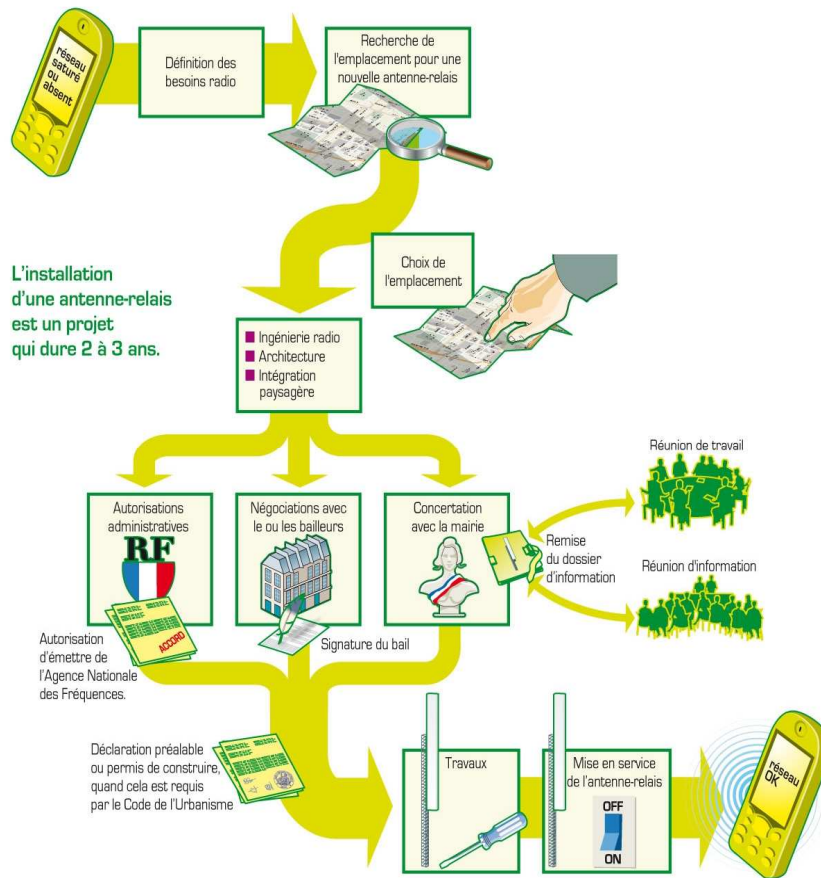 réseau
saturé
ou
absent
Définition des
besoins radio
Recherche de
l'emplacement pour une
nouvelle antenne-relais
L'installation
d'une antenne-relais
est un projet
qui dure 2 à 3 ans.
Choix de
l'emplacement
Ingénierie radio
Architecture
Intégration
paysagère
Autorisations
administratives
RF
Négociations avec
le ou les bailleurs
Concertation
avec la mairie
Remise
du dossier
d'information
Réunion de travail
Réunion d'information
ACCORD
Autorisation
d'émettre de
l'Agence Nationale
des Fréquences.
Signature du bail
Déclaration préalable
ou permis de construire,
quand cela est requis
par le Code de l'Urbanisme
Travaux
Mise en service
de l'antenne-relais
OFF
ON
réseau
OK